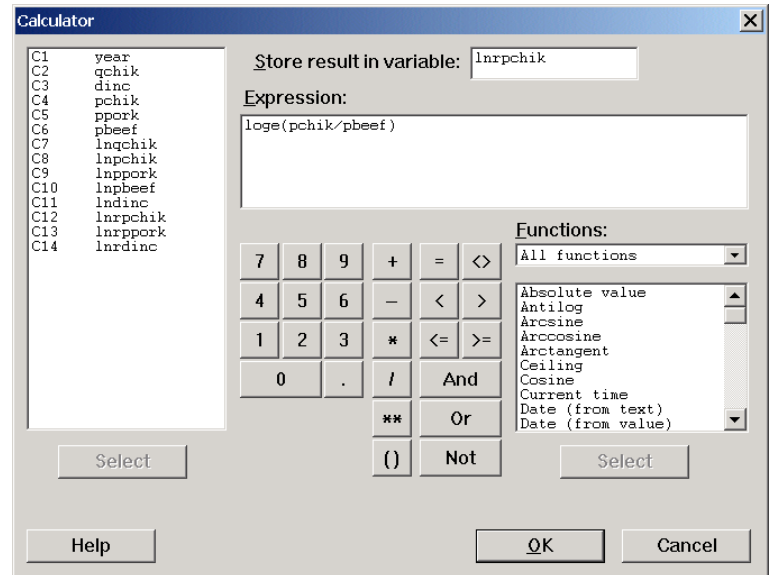 Calculator
C1 year
C2 qchik
C3 dinc
C4 pchik
C5 ppork
C6 pbeef
C7 lnqchik
C8 lnpchik
C9 lnppork
C10 lnpbeef
C11 lndinc
C12 lnrpchik
C13 lnrppork
C14 lnrdinc
Select
Store result in variable: lnrpchik
Expression:
loge(pchik/pbeef)
7 8 9 + = <>
4 5 6 – < >
1 2 3 * <= >=
0 . / And
** Or
() Not
Functions:
All functions
Absolute value
Antilog
Arcsine
Arccosine
Arctangent
Ceiling
Cosine
Current time
Date (from text)
Date (from value)
Select
Help
OK
Cancel